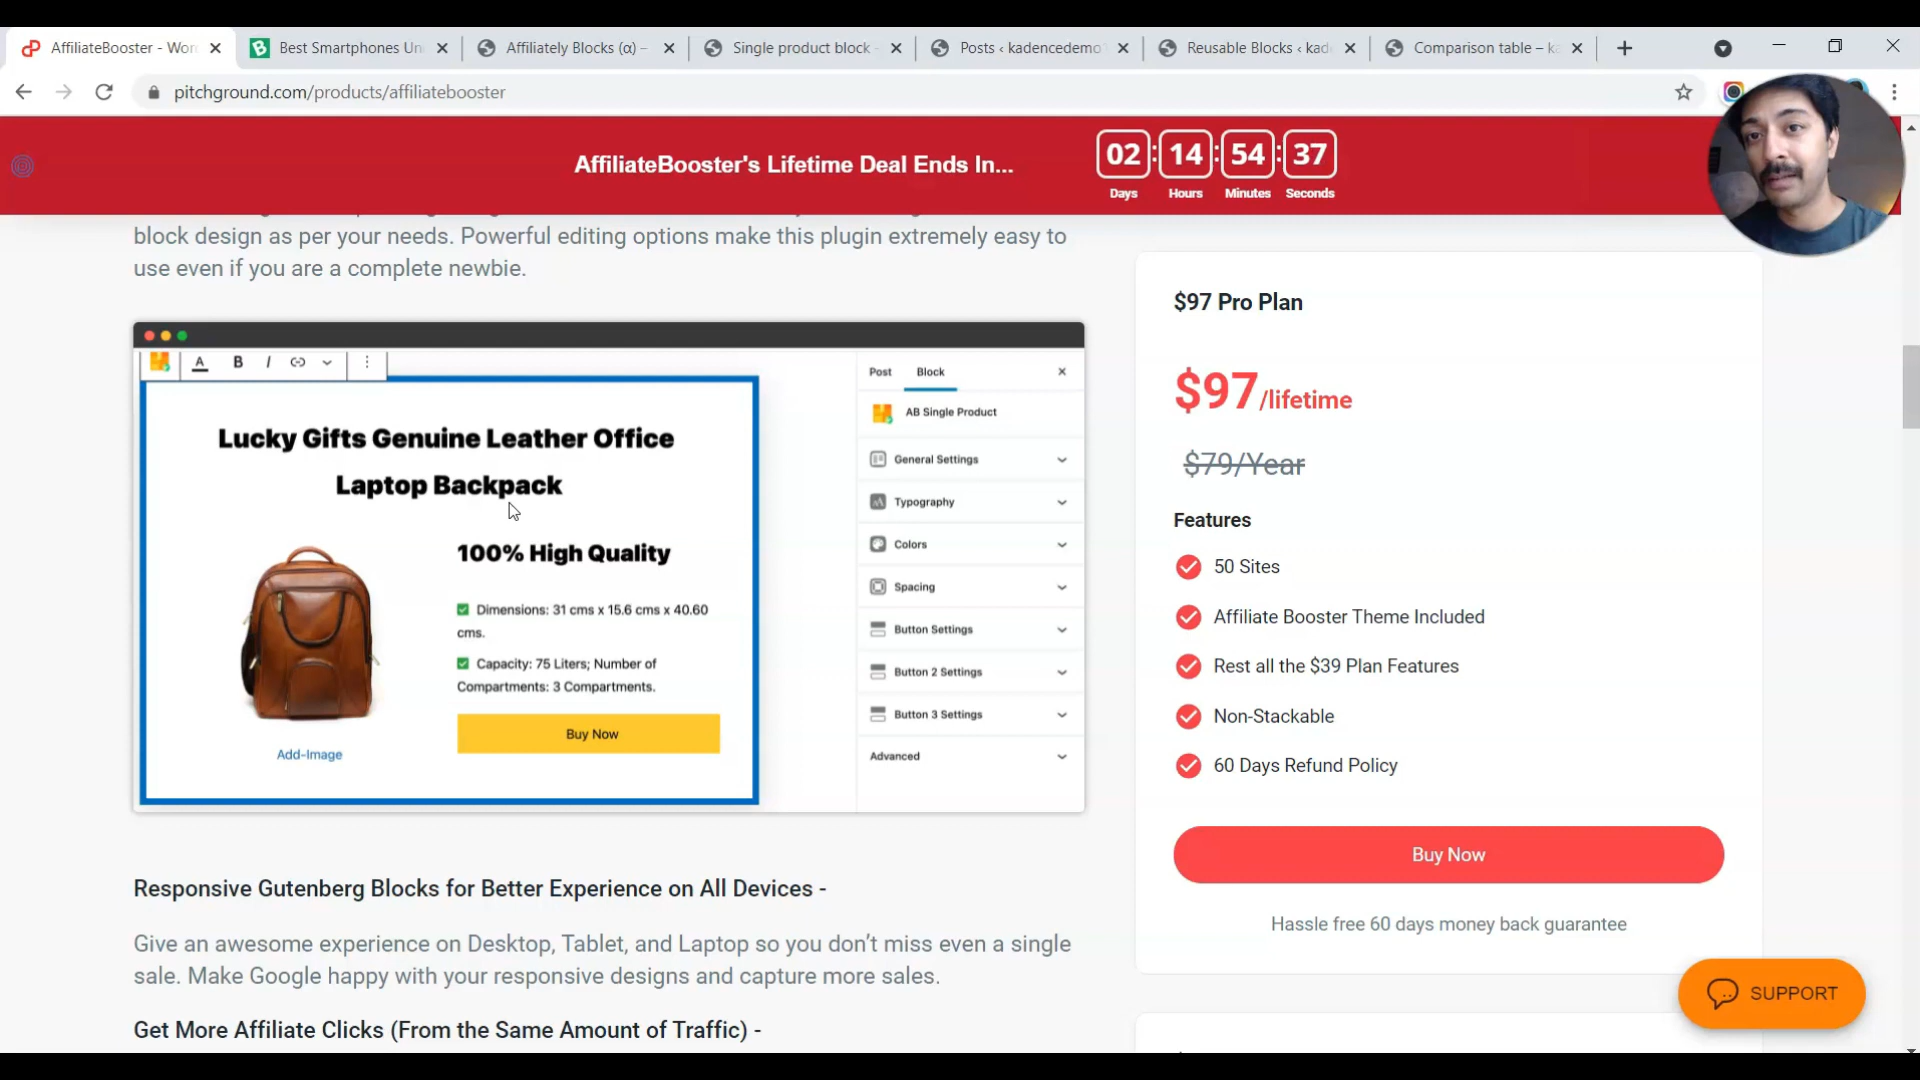 AffiliateBooster - Wor
Best Smartphones Un
Affiliately Blocks (α) –
Single product block -
Posts ‹ kadencedemo
Reusable Blocks ‹ kad
Comparison table – k
pitchground.com/products/affiliatebooster
AffiliateBooster's Lifetime Deal Ends In...
02 : 14 : 54 : 37
Days Hours Minutes Seconds
block design as per your needs. Powerful editing options make this plugin extremely easy to
use even if you are a complete newbie.
A B I
Lucky Gifts Genuine Leather Office
Laptop Backpack
100% High Quality
Dimensions: 31 cms x 15.6 cms x 40.60
cms.
Capacity: 75 Liters; Number of
Compartments: 3 Compartments.
Buy Now
Add-Image
Post Block
AB Single Product
General Settings
Typography
Colors
Spacing
Button Settings
Button 2 Settings
Button 3 Settings
Advanced
Responsive Gutenberg Blocks for Better Experience on All Devices -
Give an awesome experience on Desktop, Tablet, and Laptop so you don’t miss even a single
sale. Make Google happy with your responsive designs and capture more sales.
Get More Affiliate Clicks (From the Same Amount of Traffic) -
$97 Pro Plan
$97/lifetime
$79/Year
Features
50 Sites
Affiliate Booster Theme Included
Rest all the $39 Plan Features
Non-Stackable
60 Days Refund Policy
Buy Now
Hassle free 60 days money back guarantee
SUPPORT